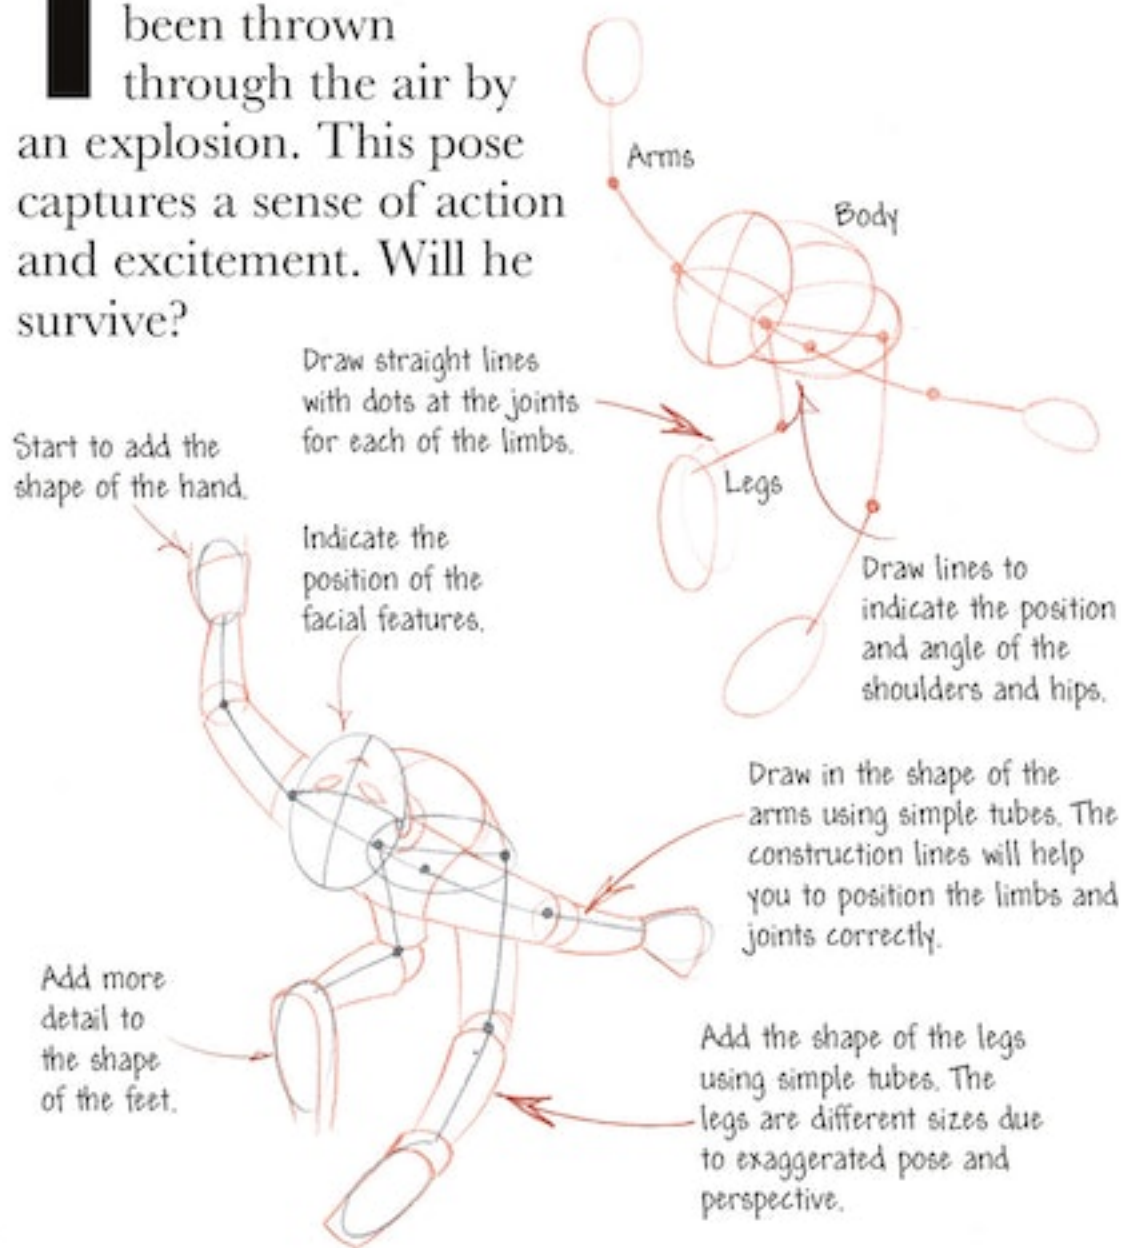 been thrown
through the air by
an explosion. This pose
captures a sense of action
and excitement. Will he
survive?
Arms
Body
Draw straight lines
with dots at the joints
for each of the limbs.
Legs
Draw lines to
indicate the position
and angle of the
shoulders and hips.
Start to add the
shape of the hand.
Indicate the
position of the
facial features.
Draw in the shape of the
arms using simple tubes. The
construction lines will help
you to position the limbs and
joints correctly.
Add more
detail to
the shape
of the feet.
Add the shape of the legs
using simple tubes. The
legs are different sizes due
to exaggerated pose and
perspective.